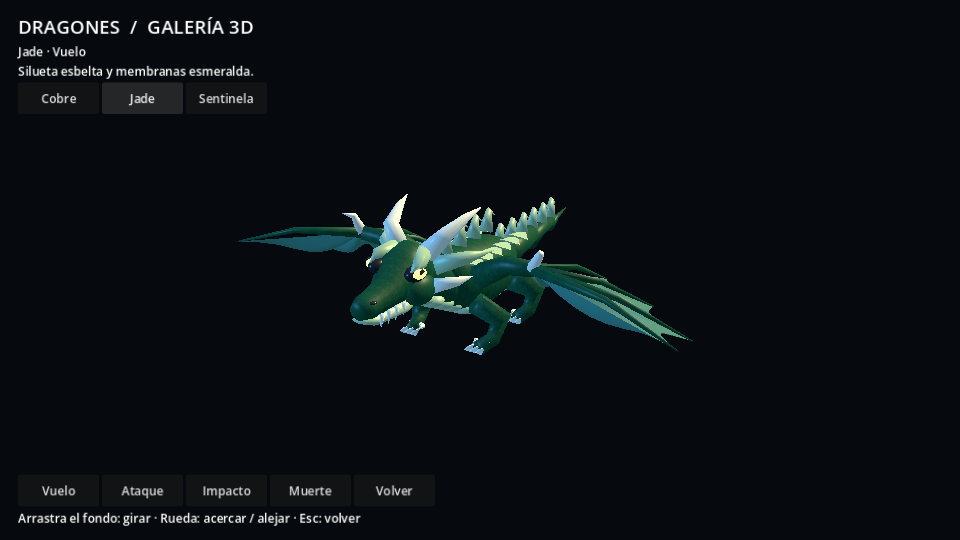 DRAGONES / GALERÍA 3D
Jade · Vuelo
Silueta esbelta y membranas esmeralda.
Cobre Jade Sentinela
Vuelo Ataque Impacto Muerte Volver
Arrastra el fondo: girar · Rueda: acercar / alejar · Esc: volver